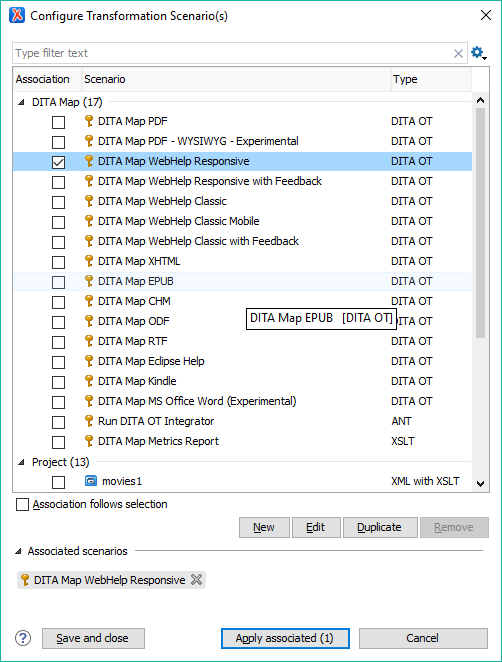 Configure Transformation Scenario(s)
Type filter text
Association Scenario Type
DITA Map (17)
DITA Map PDF DITA OT
DITA Map PDF - WYSIWYG - Experimental DITA OT
DITA Map WebHelp Responsive DITA OT
DITA Map WebHelp Responsive with Feedback DITA OT
DITA Map WebHelp Classic DITA OT
DITA Map WebHelp Classic Mobile DITA OT
DITA Map WebHelp Classic with Feedback DITA OT
DITA Map XHTML DITA OT
DITA Map EPUB DITA OT
DITA Map CHM DITA OT
DITA Map EPUB [DITA OT]
DITA Map ODF DITA OT
DITA Map RTF DITA OT
DITA Map Eclipse Help DITA OT
DITA Map Kindle DITA OT
DITA Map MS Office Word (Experimental) DITA OT
Run DITA OT Integrator ANT
DITA Map Metrics Report XSLT
Project (13)
movies1 XML with XSLT
Association follows selection
New Edit Duplicate Remove
Associated scenarios
DITA Map WebHelp Responsive
? Save and close Apply associated (1) Cancel